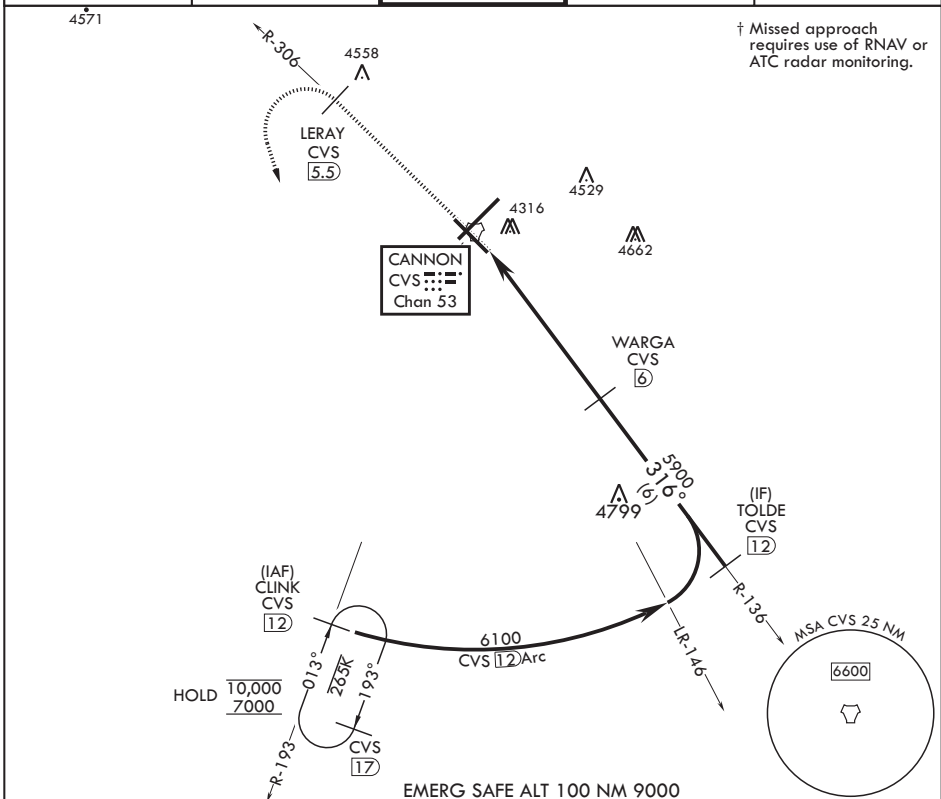 4571
† Missed approach
requires use of RNAV or
ATC radar monitoring.
R-306
4558
LERAY
CVS
5.5
4529
4316
4662
CANNON
CVS
Chan 53
WARGA
CVS
6
5900
316°
(6)
4799
(IF)
TOLDE
CVS
12
(IAF)
CLINK
CVS
12
R-136
MSA CVS 25 NM
6600
6100
CVS 12 Arc
LR-146
013°
265K
193°
HOLD
10,000
7000
CVS
17
R-193
EMERG SAFE ALT 100 NM 9000